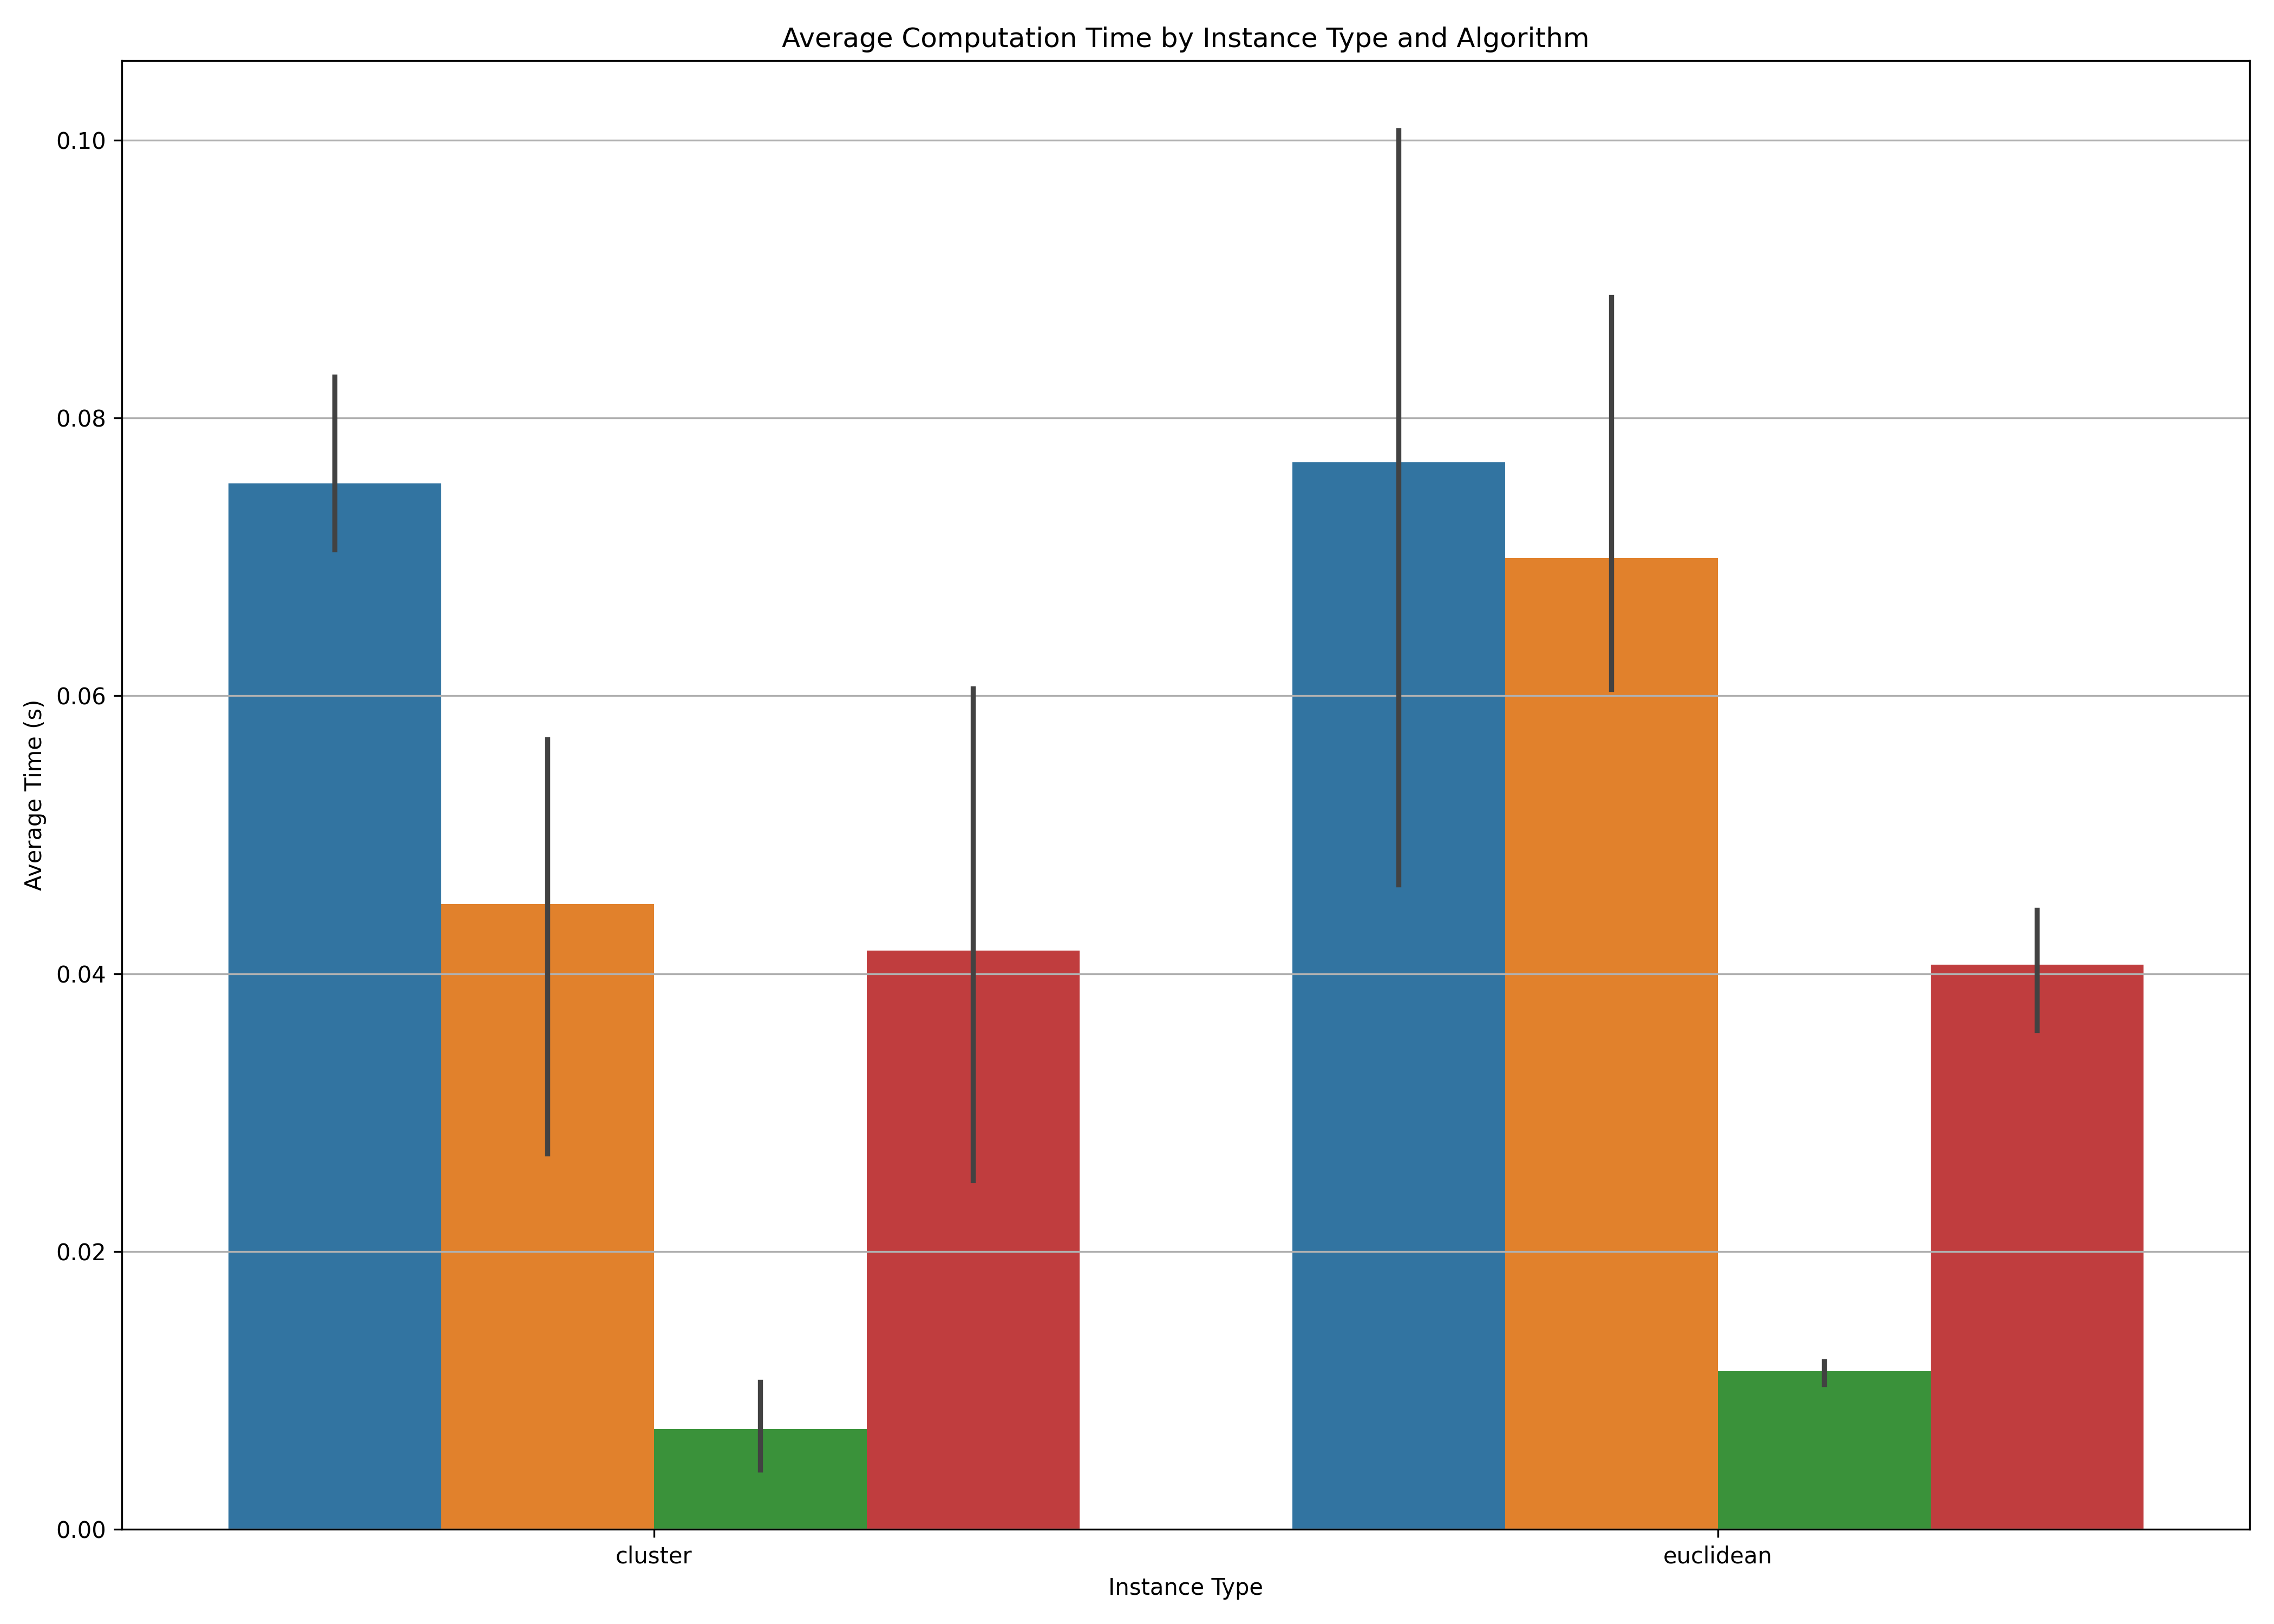 Average Computation Time by Instance Type and Algorithm
0.10
0.08
0.06
0.04
0.02
0.00
Average Time (s)
cluster
euclidean
Instance Type